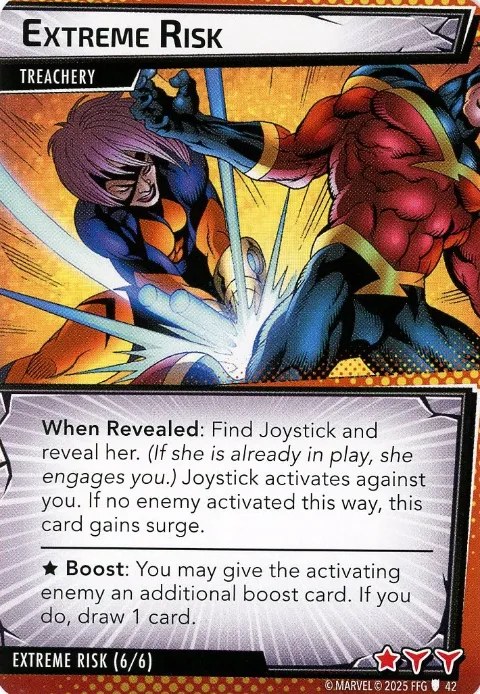 Extreme Risk
TREACHERY
When Revealed: Find Joystick and
reveal her. (If she is already in play, she
engages you.) Joystick activates against
you. If no enemy activated this way, this
card gains surge.
★ Boost: You may give the activating
enemy an additional boost card. If you
do, draw 1 card.
EXTREME RISK (6/6)
© MARVEL © 2025 FFG 42